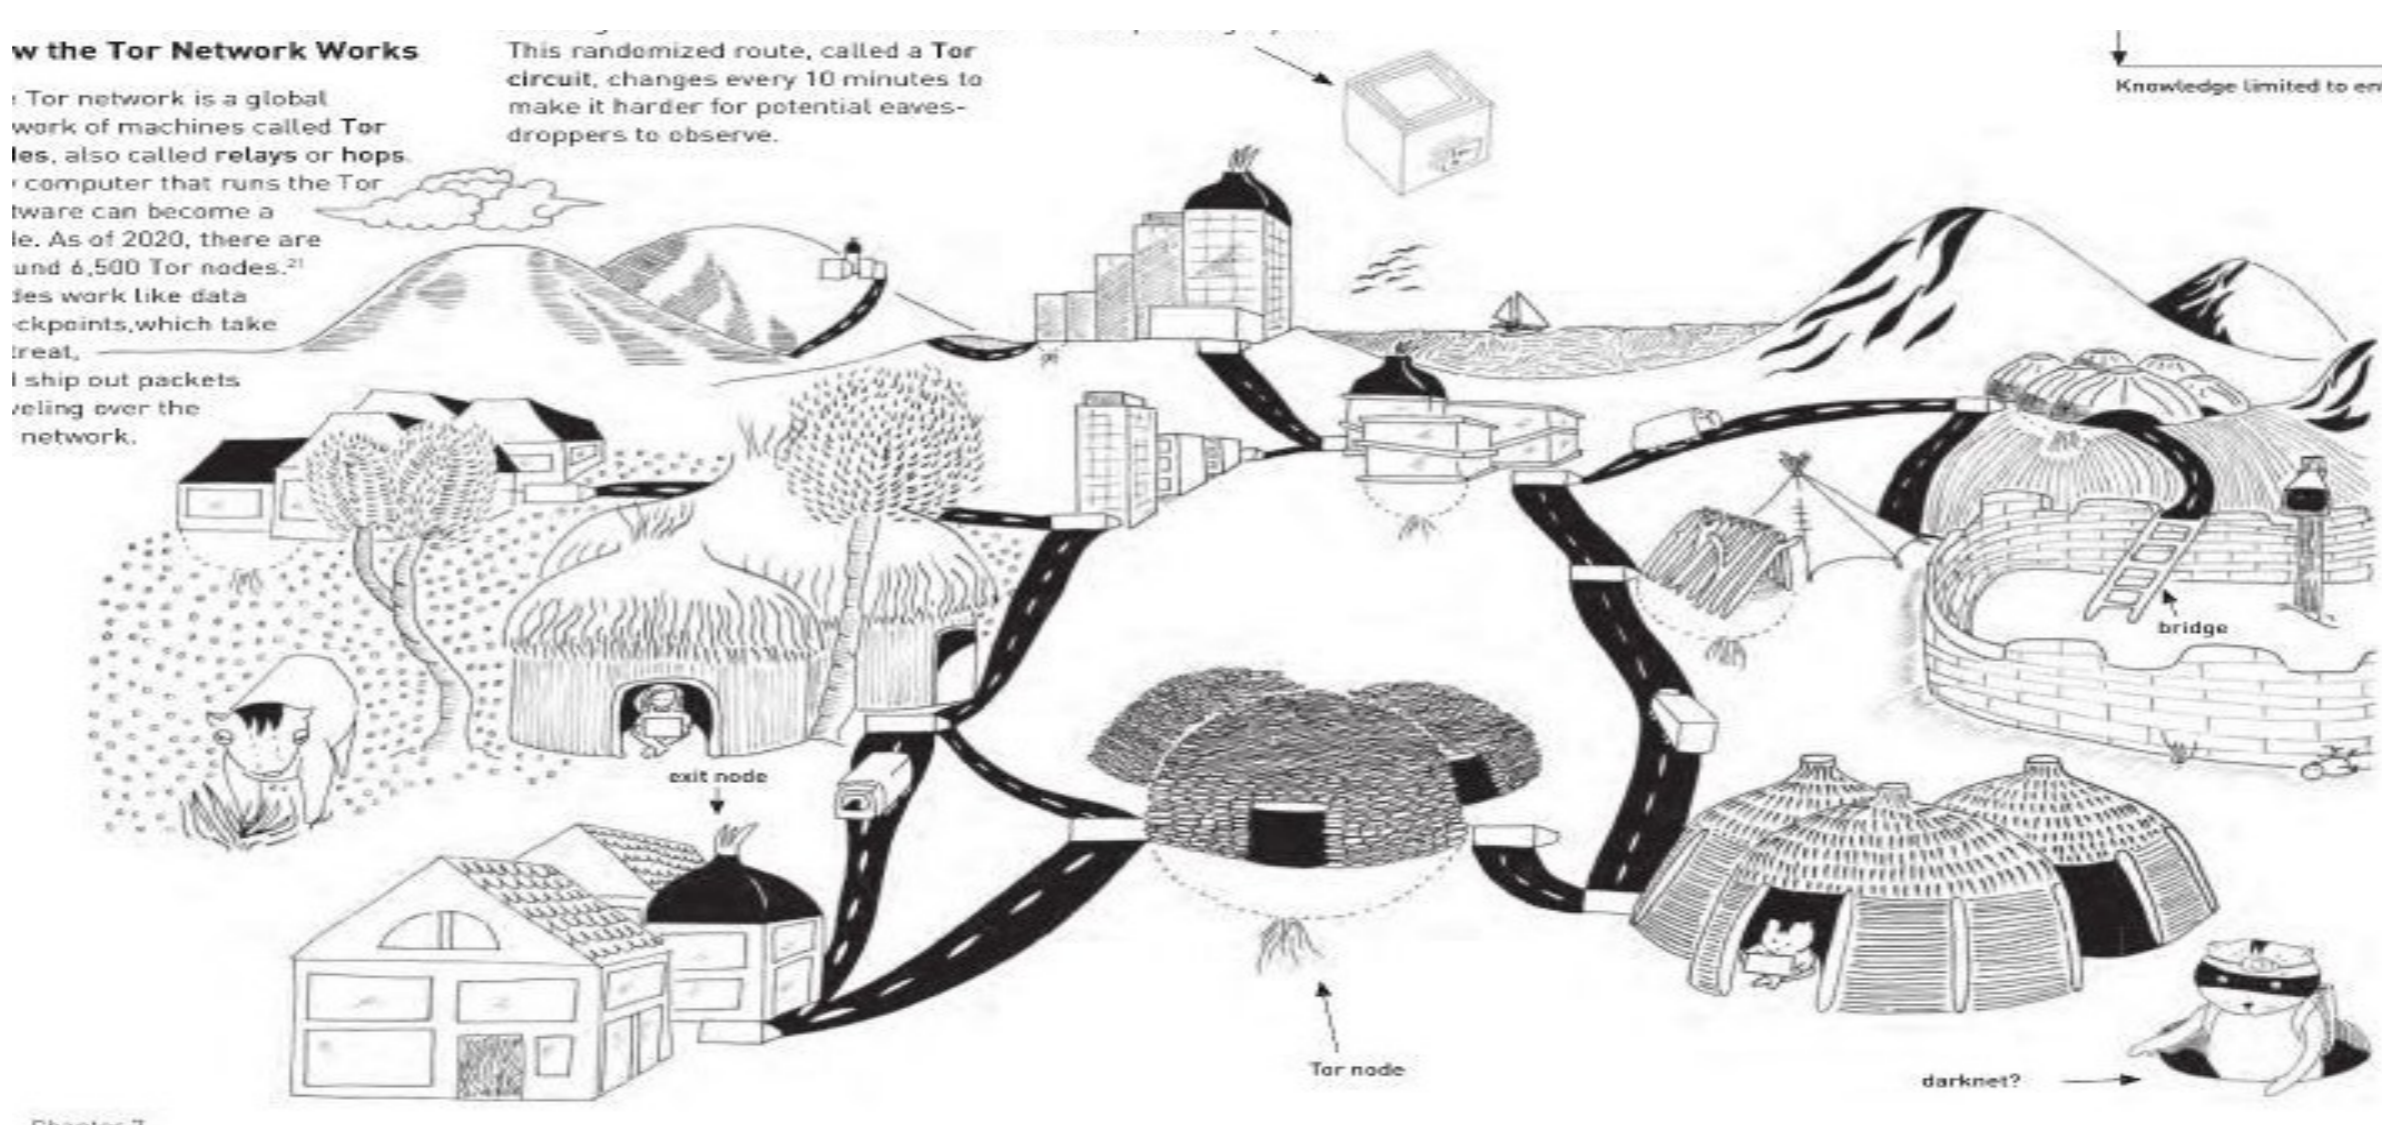 w the Tor Network Works
Tor network is a global
work of machines called Tor
les, also called relays or hops.
computer that runs the Tor
tware can become a
le. As of 2020, there are
und 6,500 Tor nodes.²¹
des work like data
ckpoints,which take
treat,
ship out packets
veling over the
network.
This randomized route, called a Tor
circuit, changes every 10 minutes to
make it harder for potential eaves-
droppers to observe.
Knowledge limited to en
bridge
exit node
Tor node
darknet?
Chapter 7